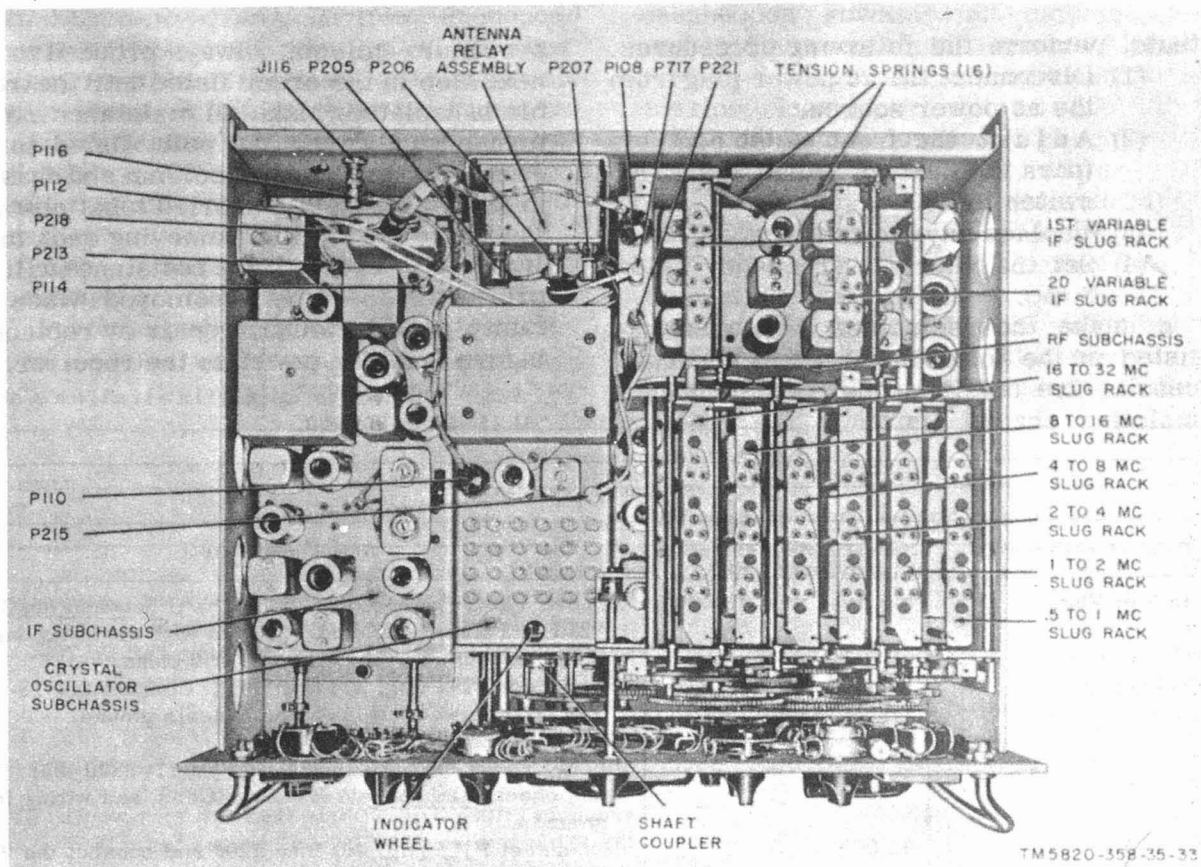 ANTENNA
RELAY
J116 P205 P206 ASSEMBLY P207 P108 P717 P221 TENSION SPRINGS (16)
P116
P112
P218
P213
P114
P110
P215
IF SUBCHASSIS
CRYSTAL
OSCILLATOR
SUBCHASSIS
1ST VARIABLE
IF SLUG RACK
2D VARIABLE
IF SLUG RACK
RF SUBCHASSIS
16 TO 32 MC
SLUG RACK
8 TO 16 MC
SLUG RACK
4 TO 8 MC
SLUG RACK
2 TO 4 MC
SLUG RACK
1 TO 2 MC
SLUG RACK
.5 TO 1 MC
SLUG RACK
INDICATOR
WHEEL
SHAFT
COUPLER
TM5820-358-35-33